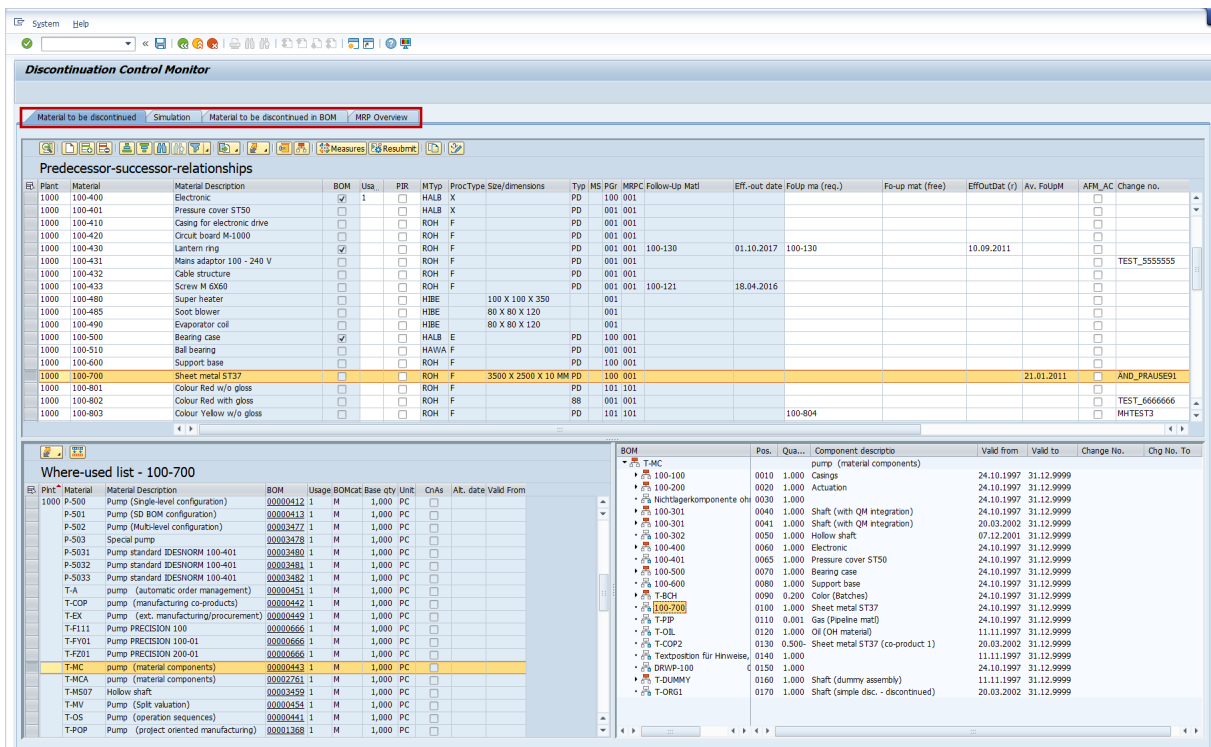 System Help
Discontinuation Control Monitor
Material to be discontinued Simulation Material to be discontinued in BOM MRP Overview
Measures Resubmit
Predecessor-successor-relationships
Plant Material Material Description BOM Usa_ PIR MTyp ProcType Size/dimensions Typ MS PGr MRPC Follow-Up Matl Eff.-out date FoUp ma (req.) Fo-up mat (free) EffOutDat (r) Av. FoUpM AFM_AC Change no.
1000 100-400 Electronic 1 HALB X PD 100 001
1000 100-401 Pressure cover ST50 HALB X PD 001 001
1000 100-410 Casing for electronic drive ROH F PD 001 001
1000 100-420 Circuit board M-1000 ROH F PD 001 001
1000 100-430 Lantern ring ROH F PD 001 001 100-130 01.10.2017 100-130 10.09.2011
1000 100-431 Mains adaptor 100 - 240 V ROH F PD 001 001 TEST_5555555
1000 100-432 Cable structure ROH F PD 001 001
1000 100-433 Screw M 6X60 ROH F PD 001 001 100-121 18.04.2016
1000 100-480 Super heater HIBE 100 X 100 X 350 001
1000 100-485 Soot blower HIBE 80 X 80 X 120 001
1000 100-490 Evaporator coil HIBE 80 X 80 X 120 001
1000 100-500 Bearing case HALB E PD 100 001
1000 100-510 Ball bearing HAWA F PD 001 001
1000 100-600 Support base ROH F PD 100 001
1000 100-700 Sheet metal ST37 ROH F 3500 X 2500 X 10 MM PD 100 001 21.01.2011 ÄND_PRAUSE91
1000 100-801 Colour Red w/o gloss ROH F PD 101 101
1000 100-802 Colour Red with gloss ROH F 88 001 001 TEST_6666666
1000 100-803 Colour Yellow w/o gloss ROH F PD 101 101 100-804 MHTEST3
Where-used list - 100-700
Plnt Material Material Description BOM Usage BOMcat Base qty Unit CnAs Alt. date Valid From
1000 P-500 Pump (Single-level configuration) 00000412 1 M 1,000 PC
P-501 Pump (SD BOM configuration) 00000413 1 M 1,000 PC
P-502 Pump (Multi-level configuration) 00003477 1 M 1,000 PC
P-503 Special pump 00003478 1 M 1,000 PC
P-5031 Pump standard IDESNORM 100-401 00003480 1 M 1,000 PC
P-5032 Pump standard IDESNORM 100-401 00003481 1 M 1,000 PC
P-5033 Pump standard IDESNORM 100-401 00003482 1 M 1,000 PC
T-A pump (automatic order management) 00000451 1 M 1,000 PC
T-COP pump (manufacturing co-products) 00000442 1 M 1,000 PC
T-EX Pump (ext. manufacturing/procurement) 00000449 1 M 1,000 PC
T-F111 Pump PRECISION 100 00000666 1 M 1,000 PC
T-FY01 Pump PRECISION 100-01 00000666 1 M 1,000 PC
T-FZ01 Pump PRECISION 200-01 00000666 1 M 1,000 PC
T-MC pump (material components) 00000443 1 M 1,000 PC
T-MCA pump (material components) 00002761 1 M 1,000 PC
T-MS07 Hollow shaft 00003459 1 M 1,000 PC
T-MV Pump (Split valuation) 00000454 1 M 1,000 PC
T-OS Pump (operation sequences) 00000441 1 M 1,000 PC
T-POP Pump (project oriented manufacturing) 00001368 1 M 1,000 PC
BOM Pos. Qua... Component descriptio Valid from Valid to Change No. Chg No. To
T-MC pump (material components)
100-100 0010 1.000 Casings 24.10.1997 31.12.9999
100-200 0020 1.000 Actuation 24.10.1997 31.12.9999
Nichtlagerkomponente oh 0030 1.000 24.10.1997 31.12.9999
100-301 0040 1.000 Shaft (with QM integration) 24.10.1997 31.12.9999
100-301 0041 1.000 Shaft (with QM integration) 20.03.2002 31.12.9999
100-302 0050 1.000 Hollow shaft 07.12.2001 31.12.9999
100-400 0060 1.000 Electronic 24.10.1997 31.12.9999
100-401 0065 1.000 Pressure cover ST50 24.10.1997 31.12.9999
100-500 0070 1.000 Bearing case 24.10.1997 31.12.9999
100-600 0080 1.000 Support base 24.10.1997 31.12.9999
T-BCH 0090 0.200 Color (Batches) 24.10.1997 31.12.9999
100-700 0100 1.000 Sheet metal ST37 24.10.1997 31.12.9999
T-PIP 0110 0.001 Gas (Pipeline matl) 24.10.1997 31.12.9999
T-OIL 0120 1.000 Oil (OH material) 11.11.1997 31.12.9999
T-COP2 0130 0.500- Sheet metal ST37 (co-product 1) 20.03.2002 31.12.9999
Textposition für Hinweise, 0140 1.000 11.11.1997 31.12.9999
DRWP-100 0150 1.000 24.10.1997 31.12.9999
T-DUMMY 0160 1.000 Shaft (dummy assembly) 11.11.1997 31.12.9999
T-ORG1 0170 1.000 Shaft (simple disc. - discontinued) 20.03.2002 31.12.9999